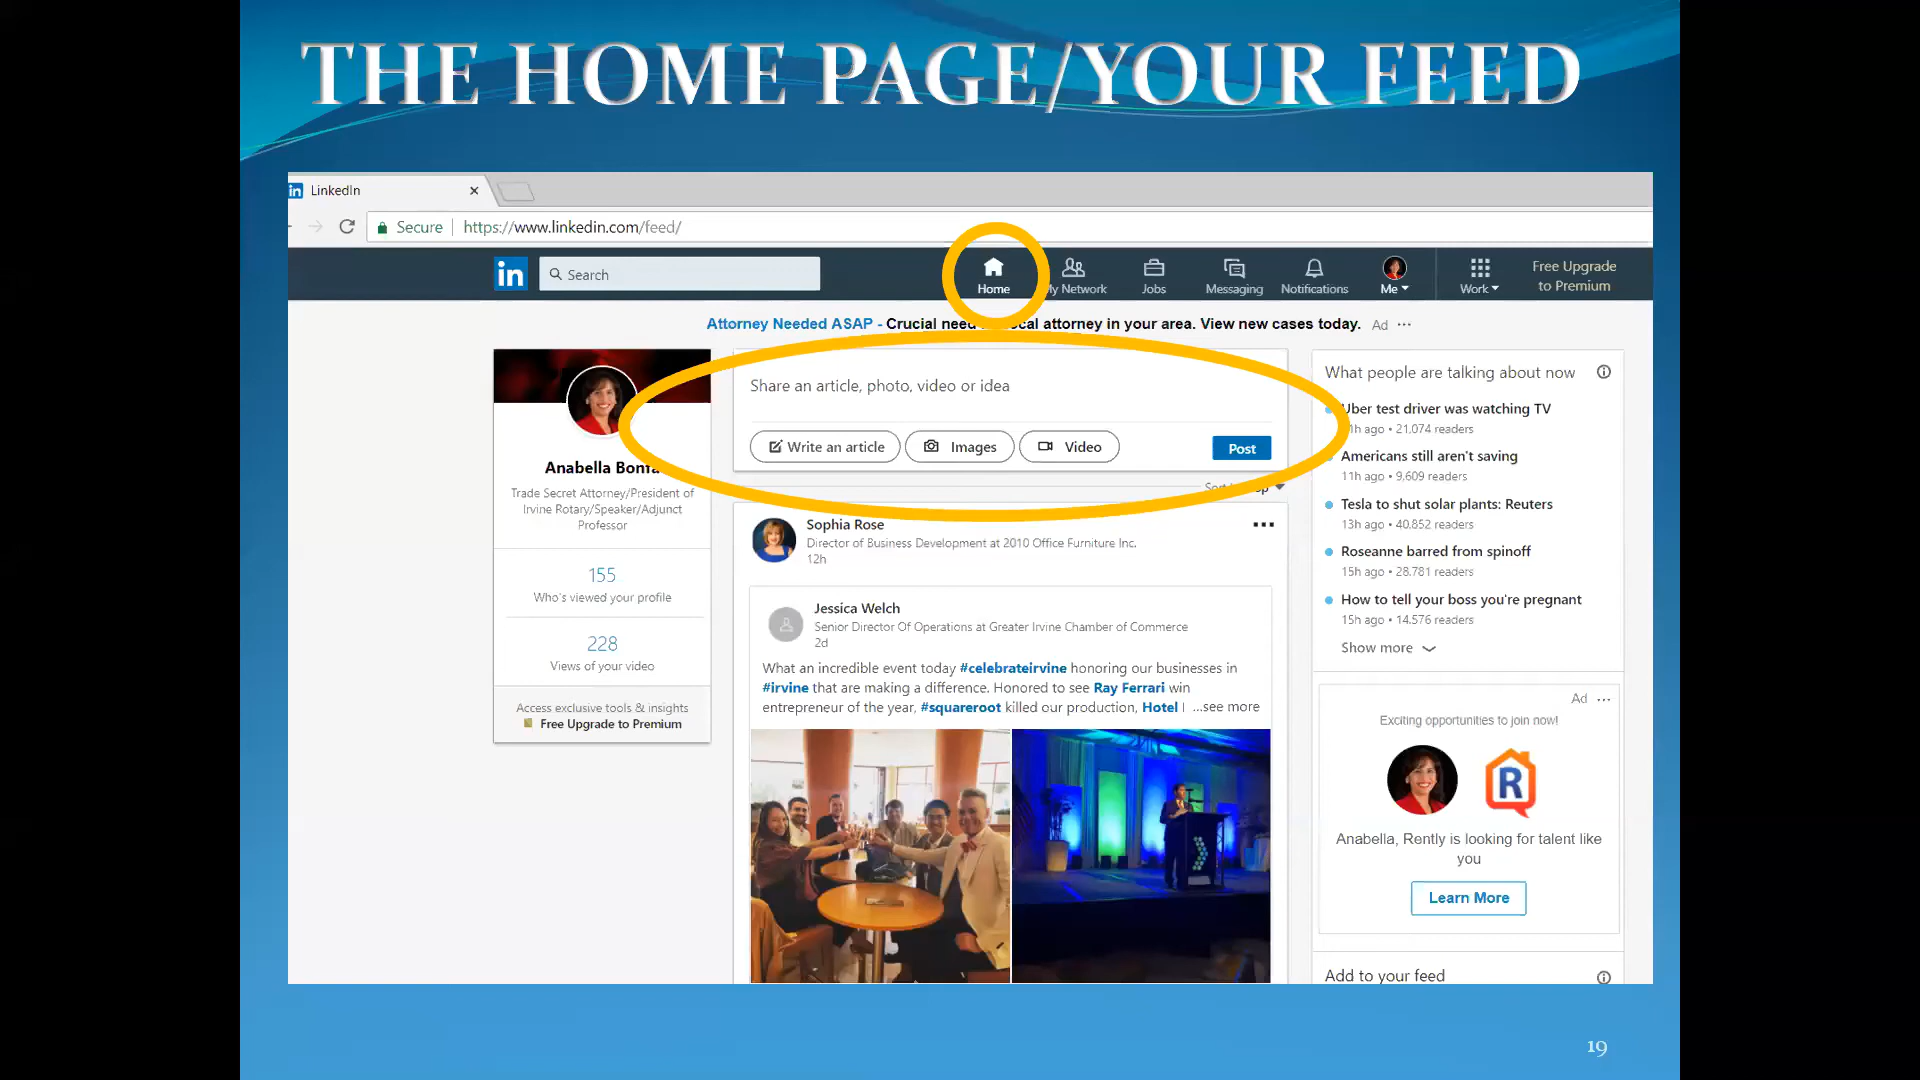 THE HOME PAGE/YOUR FEED
in LinkedIn
Secure https://www.linkedin.com/feed/
in Search
Home
Network
Jobs
Messaging
Notifications
Me
Work
Free Upgrade
to Premium
Attorney Needed ASAP - Crucial need local attorney in your area. View new cases today. Ad ...
Anabella
Trade Secret Attorney/President of
Irvine Rotary/Speaker/Adjunct
Professor
155
Who's viewed your profile
228
Views of your video
Access exclusive tools & insights
Free Upgrade to Premium
Share an article, photo, video or idea
Write an article
Images
Video
Post
Sophia Rose
Director of Business Development at 2010 Office Furniture Inc.
12h
Jessica Welch
Senior Director Of Operations at Greater Irvine Chamber of Commerce
2d
What an incredible event today #celebrateirvine honoring our businesses in
#irvine that are making a difference. Honored to see Ray Ferrari win
entrepreneur of the year, #squareroot killed our production, Hotel ...see more
What people are talking about now
Uber test driver was watching TV
1h ago • 21,074 readers
Americans still aren't saving
11h ago • 9,609 readers
Tesla to shut solar plants: Reuters
13h ago • 40,852 readers
Roseanne barred from spinoff
15h ago • 28,781 readers
How to tell your boss you're pregnant
15h ago • 14,576 readers
Show more
Ad ...
Exciting opportunities to join now!
R
Anabella, Rently is looking for talent like
you
Learn More
Add to your feed
19